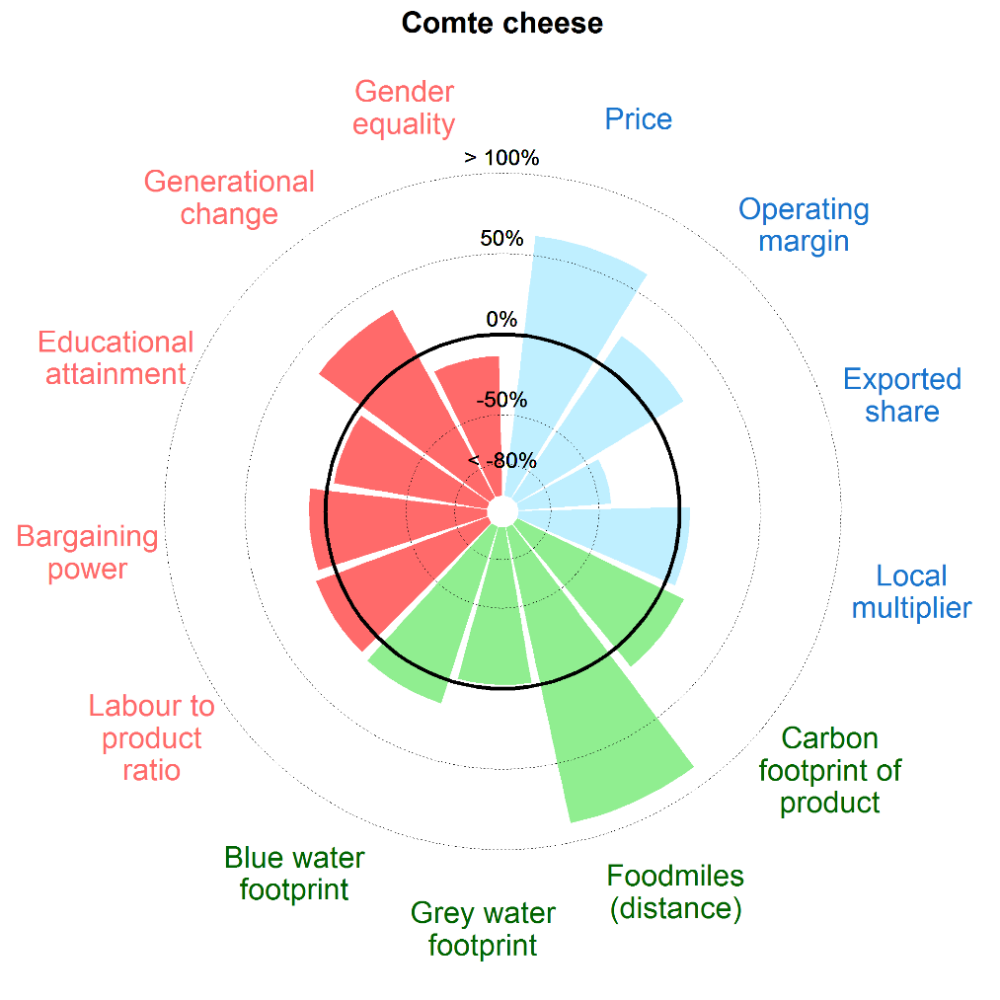 Comte cheese
Gender
equality
Price
> 100%
Generational
change
Operating
margin
50%
0%
Educational
attainment
Exported
share
-50%
< -80%
Bargaining
power
Local
multiplier
Labour to
product
ratio
Carbon
footprint of
product
Blue water
footprint
Foodmiles
(distance)
Grey water
footprint